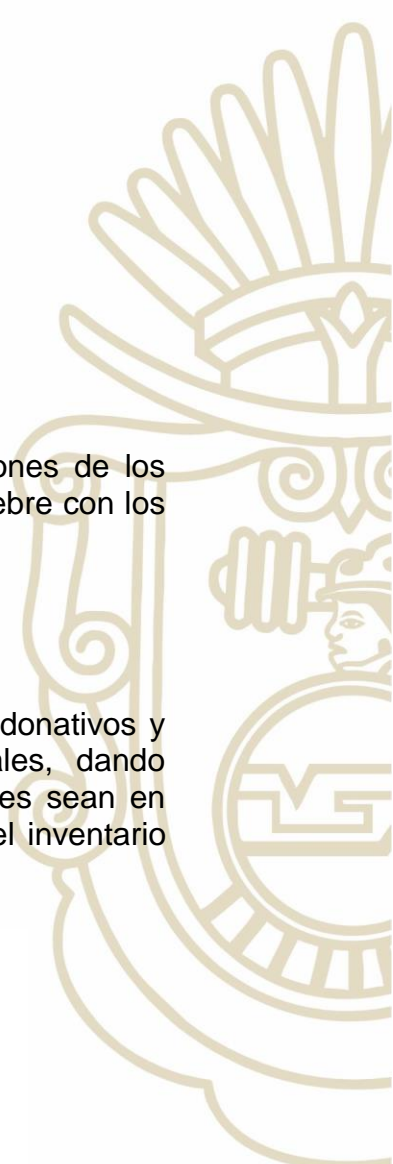 ones de los
ebre con los
donativos y
ales, dando
es sean en
el inventario